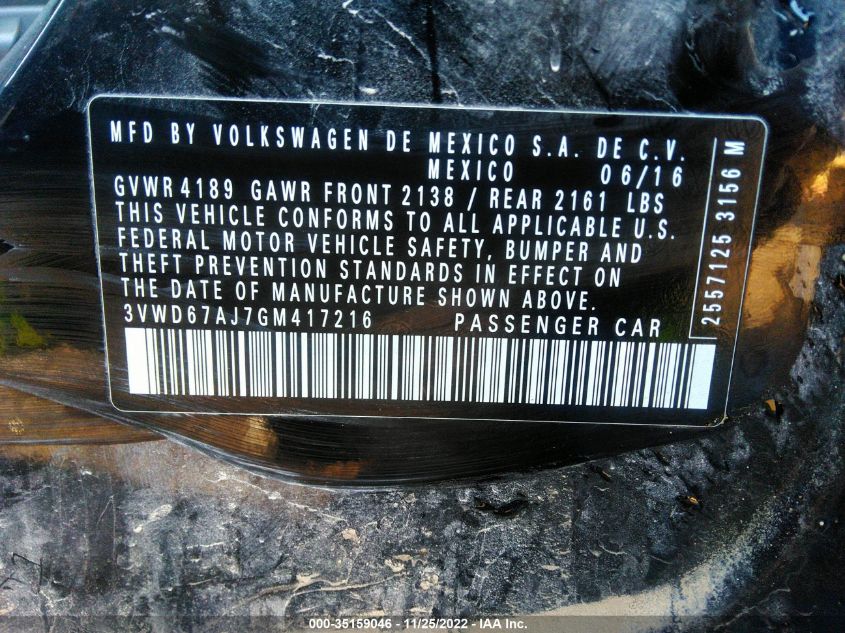 MFD BY VOLKSWAGEN DE MEXICO S.A. DE C.V.
MEXICO 06/16
GVWR 4189 GAWR FRONT 2138 / REAR 2161 LBS
THIS VEHICLE CONFORMS TO ALL APPLICABLE U.S.
FEDERAL MOTOR VEHICLE SAFETY, BUMPER AND
THEFT PREVENTION STANDARDS IN EFFECT ON
THE DATE OF MANUFACTURE SHOWN ABOVE.
3VWD67AJ7GM417216 PASSENGER CAR
2557125 3156 M
000-35159046 - 11/25/2022 - IAA Inc.